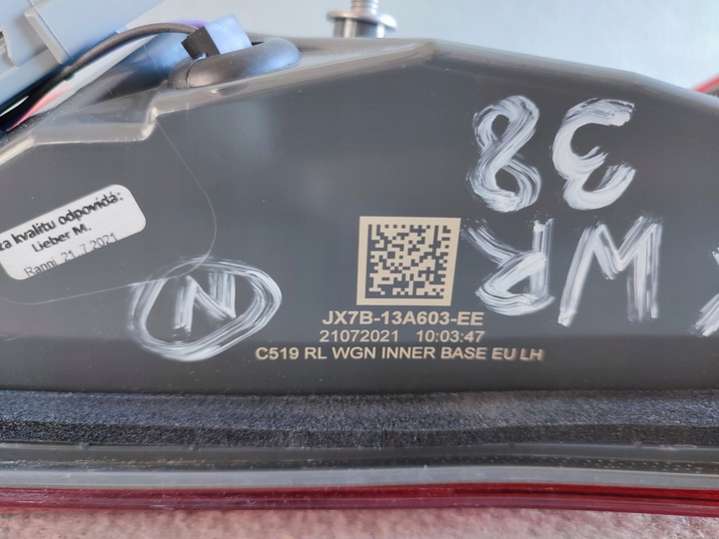 38
WR
za kvalitu odpovídá:
Lieber M.
Ranní 21.7.2021
N
JX7B-13A603-EE
21072021 10:03:47
C519 RL WGN INNER BASE EU LH